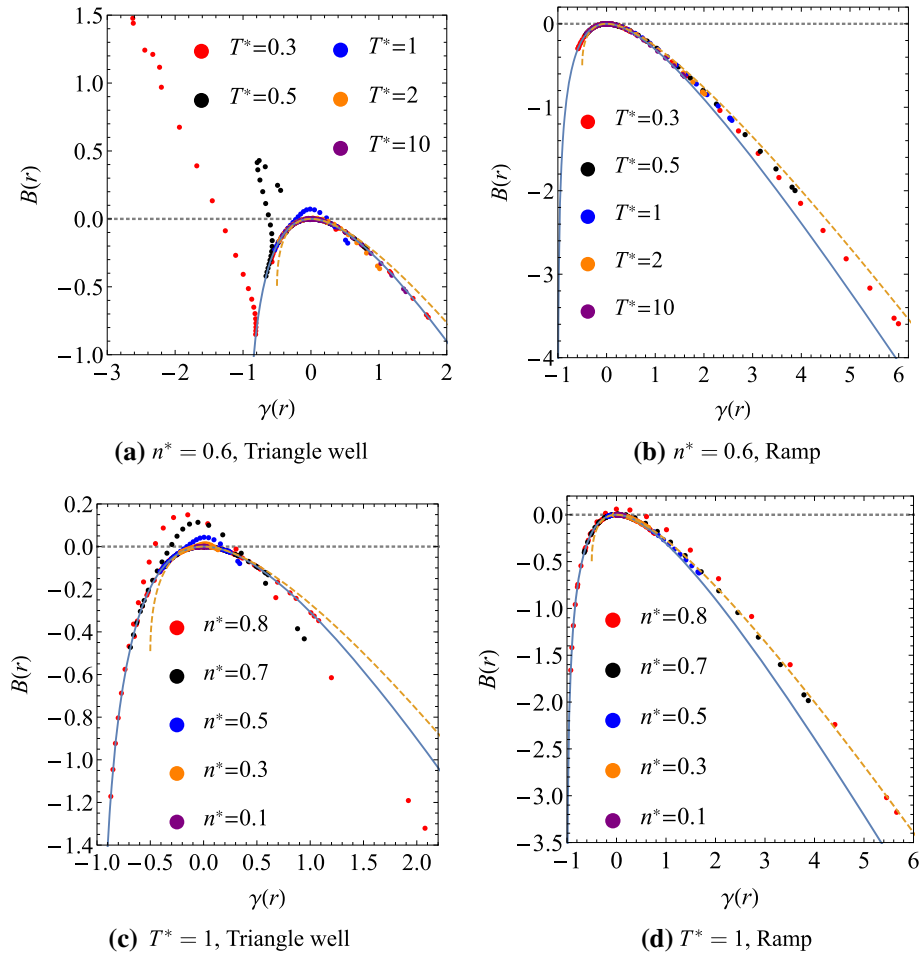 1.5
1.0
0.5
0.0
−0.5
−1.0
B(r)
T*=0.3
T*=0.5
T*=1
T*=2
T*=10
−3 −2 −1 0 1 2
γ(r)
(a) n* = 0.6, Triangle well
0
−1
−2
−3
−4
B(r)
T*=0.3
T*=0.5
T*=1
T*=2
T*=10
−1 0 1 2 3 4 5 6
γ(r)
(b) n* = 0.6, Ramp
0.2
0.0
−0.2
−0.4
−0.6
−0.8
−1.0
−1.2
−1.4
B(r)
n*=0.8
n*=0.7
n*=0.5
n*=0.3
n*=0.1
−1.0 −0.5 0.0 0.5 1.0 1.5 2.0
γ(r)
(c) T* = 1, Triangle well
0.0
−0.5
−1.0
−1.5
−2.0
−2.5
−3.0
−3.5
B(r)
n*=0.8
n*=0.7
n*=0.5
n*=0.3
n*=0.1
−1 0 1 2 3 4 5 6
γ(r)
(d) T* = 1, Ramp